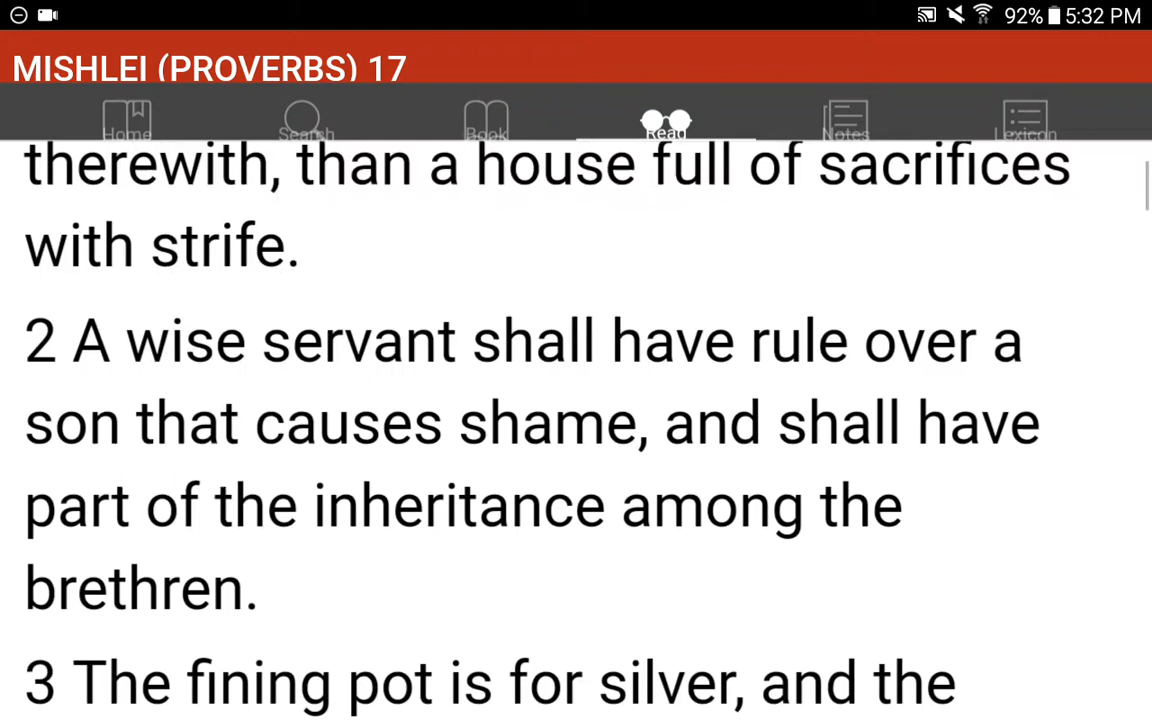 92% 5:32 PM
MISHLEI (PROVERBS) 17
Home Search Book Read Notes Lexicon
therewith, than a house full of sacrifices
with strife.
2 A wise servant shall have rule over a
son that causes shame, and shall have
part of the inheritance among the
brethren.
3 The fining pot is for silver, and the